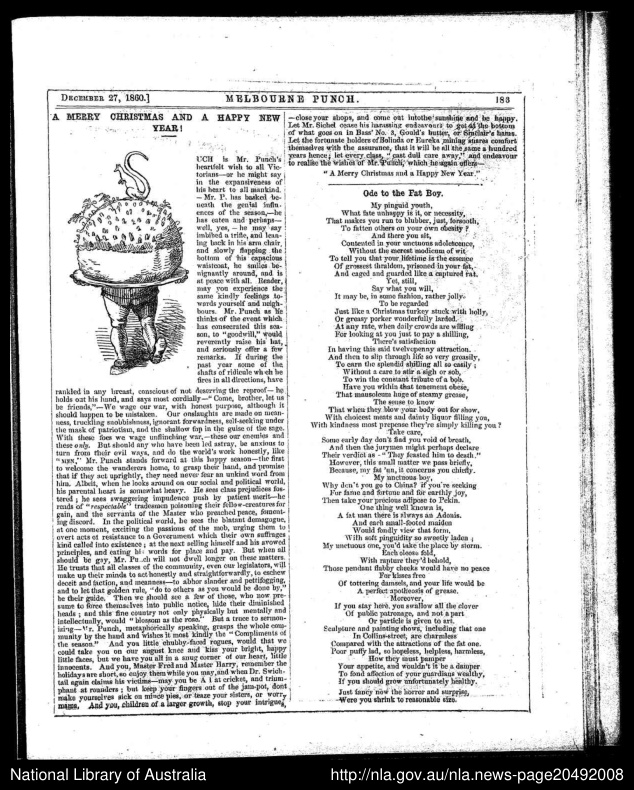 DECEMBER 27, 1860.]
MELBOURNE PUNCH.
183
A MERRY CHRISTMAS AND A HAPPY NEW
YEAR!
UCH is Mr. Punch's
heartfelt wish to all Vic-
torians—or he might say
in the expansiveness of
his heart to all mankind.
— Mr. P. has basked be-
neath the genial influ-
ences of the season,—he
has eaten and perhaps—
well, yes, — he may say
imbibed a trifle, and lean-
ing back in his arm chair,
and slowly flapping the
bottom of his capacious
waistcoat, he smiles be-
nignantly around, and is
at peace with all. Reader,
may you experience the
same kindly feelings to-
wards yourself and neigh-
bours. Mr. Punch as he
thinks of the event which
has consecrated this sea-
son, to "goodwill," would
reverently raise his hat,
and seriously offer a few
remarks. If during the
past year some of the
shafts of ridicule which he
fires in all directions, have
rankled in any breast, conscious of not deserving the reproof— he
holds out his hand, and says most cordially—"Come, brother, let us
be friends,"—We wage our war, with honest purpose, although it
should happen to be mistaken. Our onslaughts are made on mean-
ness, truckling snobbishness, ignorant forwardness, self-seeking under
the mask of patriotism, and the shallow fop in the guise of the sage.
With these foes we wage unflinching war,—these our enemies and
these only. But should any who have been led astray, be anxious to
turn from their evil ways, and do the world's work honestly, like
"MEN," Mr. Punch stands forward at this happy season—the first
to welcome the wanderers home, to grasp their hand, and promise
that if they act uprightly, they need never fear an unkind word from
him. Albeit, when he looks around on our social and political world,
his parental heart is somewhat heavy. He sees class prejudices fos-
tered; he sees swaggering impudence push by patient merit—he
reads of "respectable" tradesmen poisoning their fellow-creatures for
gain, and the servants of the Master who preached peace, foment-
ing discord. In the political world, he sees the blatant demagogue,
at one moment, exciting the passions of the mob, urging them to
overt acts of resistance to a Government which their own suffrages
kind called into existence; at the next selling himself and his avowed
principles, and eating his words for place and pay. But when all
should be gay, Mr. Punch will not dwell longer on these matters.
He trusts that all classes of the community, even our legislators, will
make up their minds to act honestly and straightforwardly, to eschew
deceit and faction, and meanness—to abhor slander and pettifogging,
and to let that golden rule, "do to others as you would be done by,"
be their guide. Then we should see a few of those, who now pre-
sume to force themselves into public notice, hide their diminished
heads; and this fine country not only physically but mentally and
intellectually, would "blossom as the rose." But a truce to sermon-
ising—Mr. Punch, metaphorically speaking, grasps the whole com-
munity by the hand and wishes it most kindly the "Compliments of
the season." And you little chubby-faced rogues, would that we
could take you on our august knee and kiss your bright, happy
little faces, but we have you all in a snug corner of our heart, little
innocents. And you, Master Fred and Master Harry, remember the
holidays are short, so enjoy them while you may, and when Dr. Swich-
tail again claims his victims—may you be A 1 at cricket, and trium-
phant at rounders; but keep your fingers out of the jam-pot, dont
make yourselves sick on mince pies, or teaze your sisters, or worry
mama. And you, children of a larger growth, stop your intrigues,
—close your shops, and come out into the sunshine and be happy.
Let Mr. Sichel cease his harassing endeavours to get at the bottom
of what goes on in Bass' No. 3, Gould's butter, or Sinclair's hams.
Let the fortunate holders of Bolinda or Eureka mining shares comfort
themselves with the assurance, that it will be all the same a hundred
years hence; let every class, "cast dull care away," and endeavour
to realise the wishes of Mr. Punch, which he again offers—
"A Merry Christmas and a Happy New Year."
Ode to the Fat Boy.
My pinguid youth,
What fate unhappy is it, or necessity,
That makes you run to blubber, just, forsooth,
To fatten others on your own obesity?
And there you sit,
Contented in your unctuous adolescence,
Without the merest modicum of wit
To tell you that your lifetime is the essence
Of grossest thraldom, prisoned in your fat,
And caged and guarded like a captured rat.
Yet, still,
Say what you will,
It may be, in some fashion, rather jolly
To be regarded
Just like a Christmas turkey stuck with holly,
Or greasy porker wonderfully larded.
At any rate, when daily crowds are willing
For looking at you just to pay a shilling,
There's satisfaction
In having this said twelvepenny attraction.
And then to slip through life so very greasily,
To earn the splendid shilling all so easily;
Without a care to stir a sigh or sob,
To win the constant tribute of a bob.
Have you within that tenement obese,
That mausoleum huge of steamy grease,
The sense to know
That when they blow your body out for show,
With choicest meats and dainty liquor filling you,
With kindness most prepense they're simply killing you?
Take care,
Some early day don't find you void of breath,
And then the jurymen might perhaps declare
Their verdict as - "They feasted him to death."
However, this small matter we pass briefly,
Because, my fat 'un, it concerns you chiefly.
My unctuous boy,
Why don't you go to China? if you're seeking
For fame and fortune and for earthly joy,
Then take your precious adipose to Pekin.
One thing well known is,
A fat man there is always an Adonis.
And each small-footed maiden
Would fondly view that form,
With soft pinguidity so sweetly laden;
My unctuous one, you'd take the place by storm.
Each obese fold,
With rapture they'd behold,
Those pendant flabby cheeks would have no peace
For kisses free
Of tottering damsels, and your life would be
A perfect apotheosis of grease.
Moreover,
If you stay here, you swallow all the clover
Of public patronage, and not a part
Or particle is given to art.
Sculpture and painting shows, including that one
In Collins-street, are charmless
Compared with the attractions of the fat one.
Poor puffy lad, so hopeless, helpless, harmless,
How they must pamper
Your appetite, and wouldn't it be a damper
To fond affection of your guardians wealthy,
If you should grow unfortunately healthy.
Just fancy now the horror and surprise,
Were you shrunk to reasonable size.
National Library of Australia
http://nla.gov.au/nla.news-page20492008